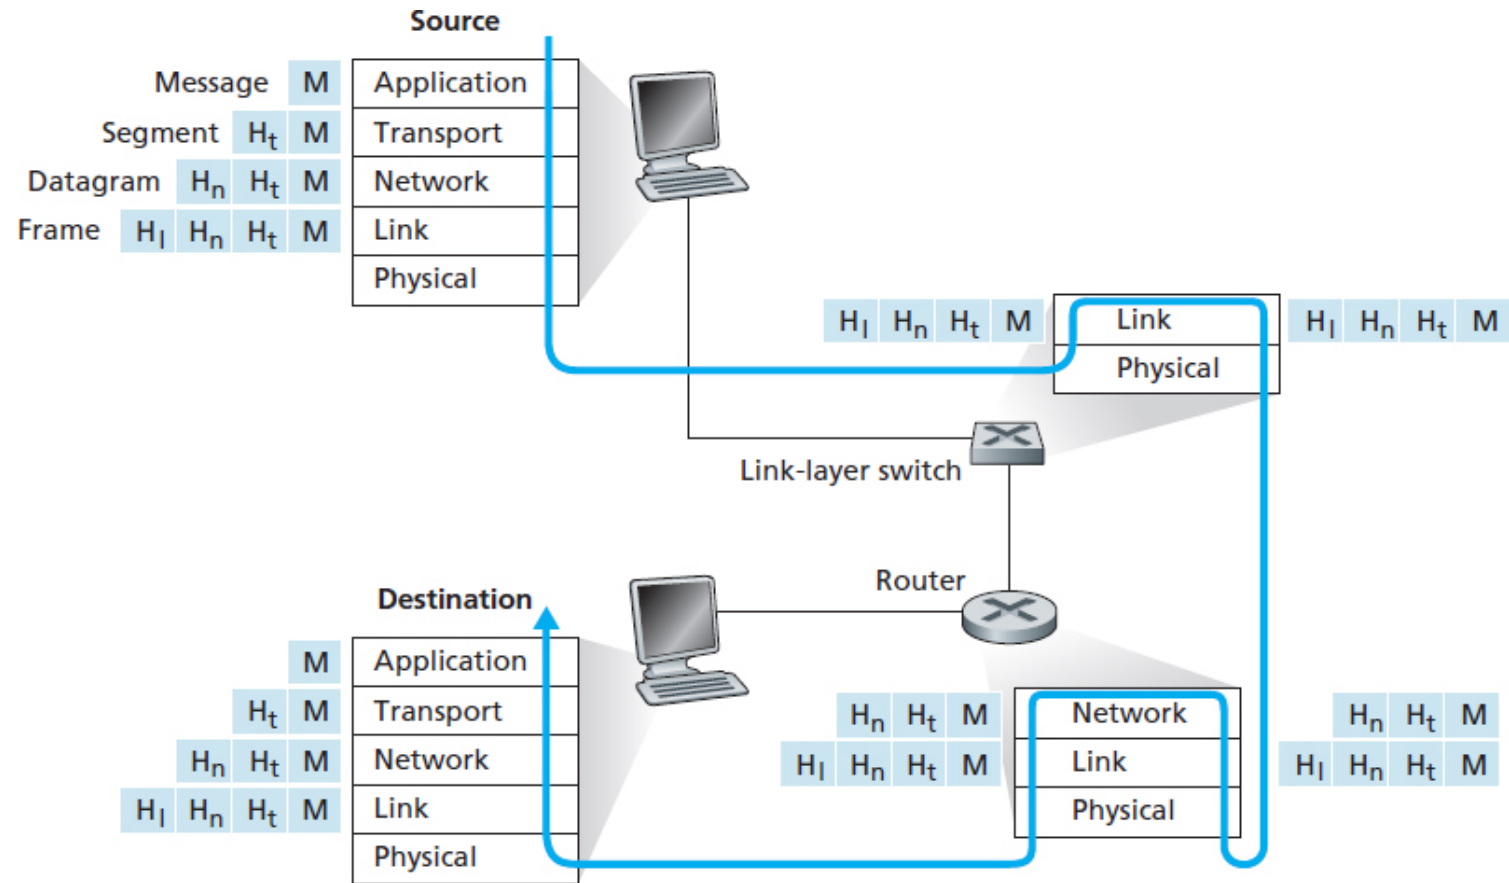 Source
Message M Application
Segment Ht M Transport
Datagram Hn Ht M Network
Frame Hl Hn Ht M Link
Physical
Hl Hn Ht M Link Hl Hn Ht M
Physical
Link-layer switch
Router
Destination
M Application
Ht M Transport
Hn Ht M Network
Hl Hn Ht M Link
Physical
Hn Ht M Network Hn Ht M
Hl Hn Ht M Link Hl Hn Ht M
Physical